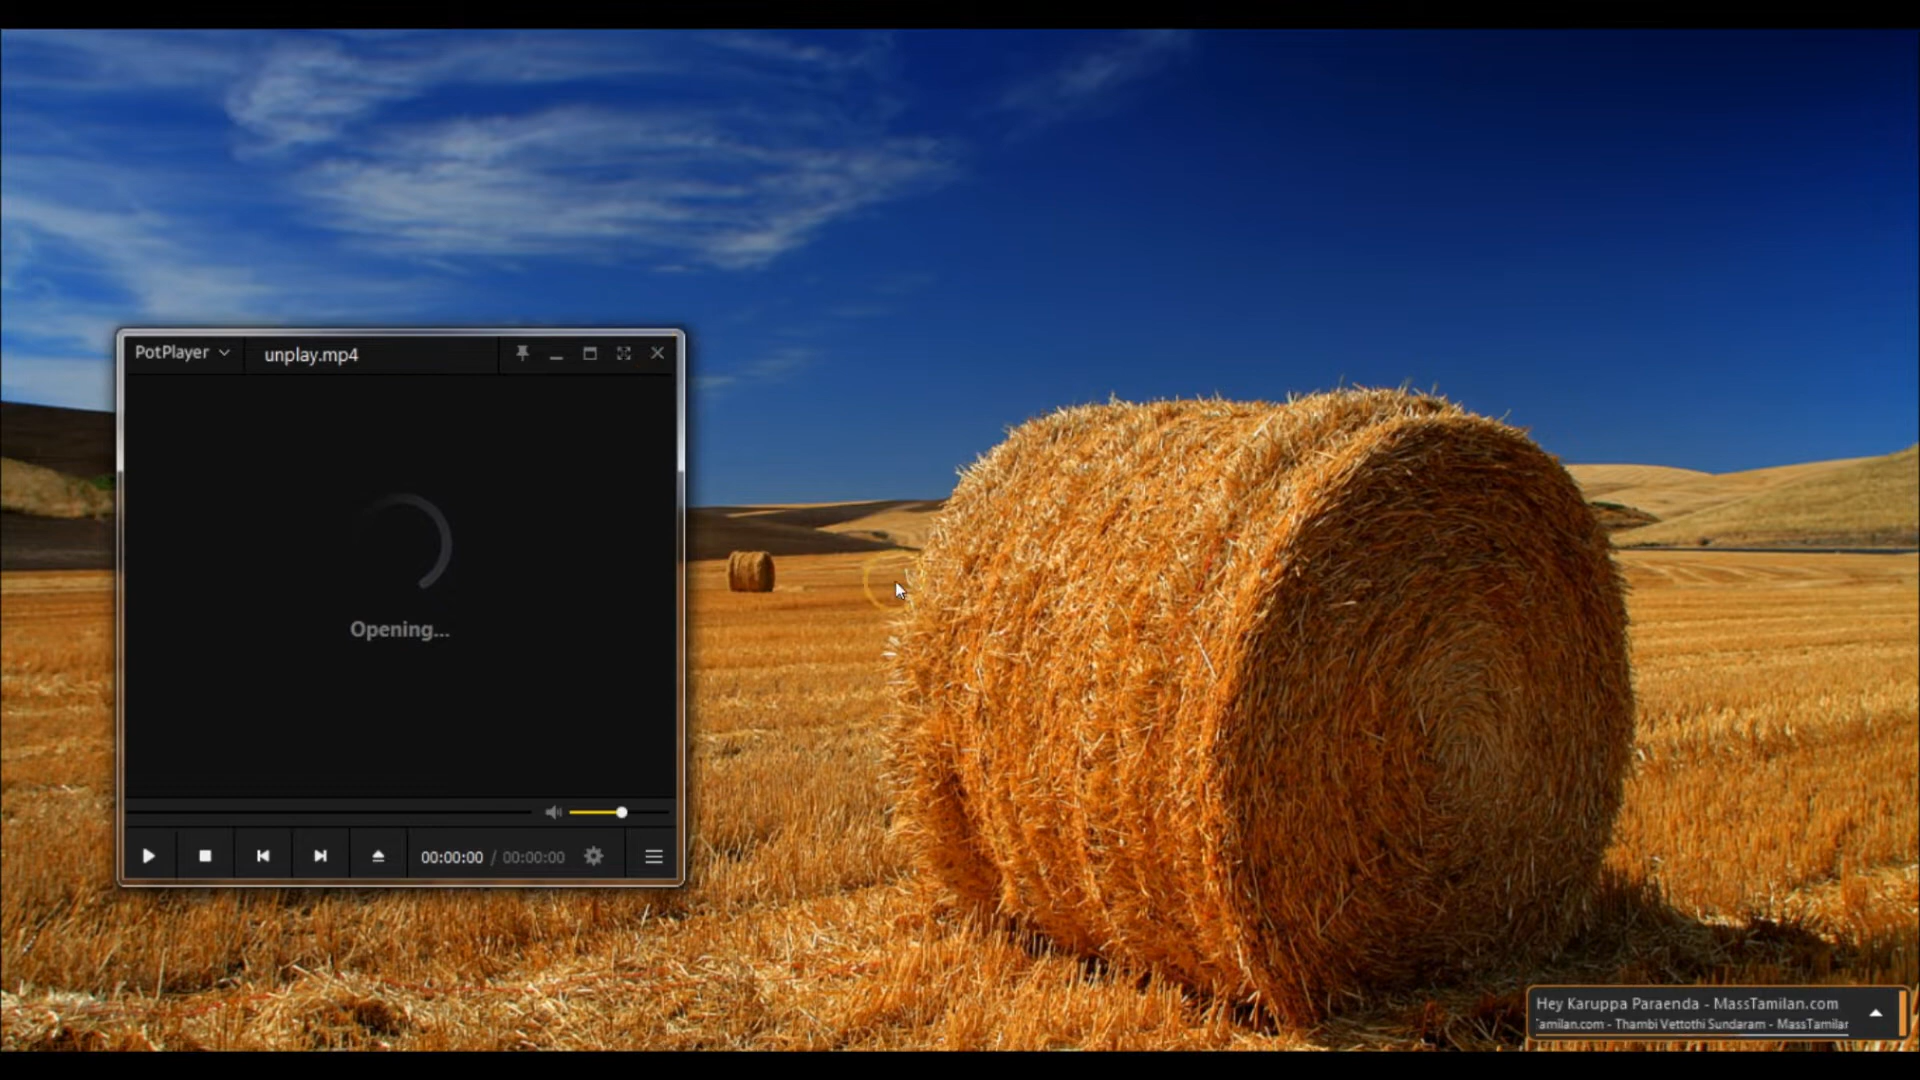 PotPlayer
unplay.mp4
Opening...
00:00:00 / 00:00:00
Hey Karuppa Paraenda - MassTamilan.com
amilan.com - Thambi Vettothi Sundaram - MassTamilar